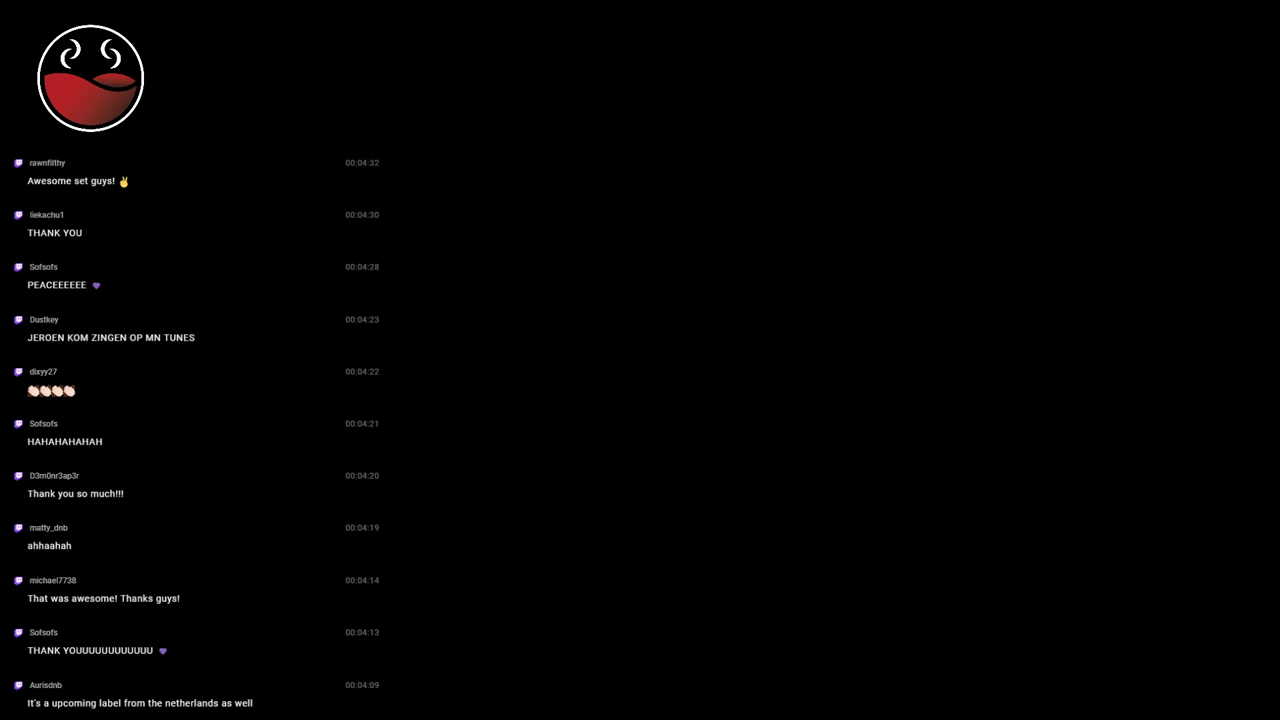 rawnfilthy 00:04:32
Awesome set guys! ✌
liekachu1 00:04:30
THANK YOU
Sofsofs 00:04:28
PEACEEEEEE 💜
Dustkey 00:04:23
JEROEN KOM ZINGEN OP MN TUNES
dixyy27 00:04:22
👏🏻👏🏻👏🏻👏🏻
Sofsofs 00:04:21
HAHAHAHAHAH
D3m0nr3ap3r 00:04:20
Thank you so much!!!
matty_dnb 00:04:19
ahhaahah
michael7738 00:04:14
That was awesome! Thanks guys!
Sofsofs 00:04:13
THANK YOUUUUUUUUUUUU 💜
Aurisdnb 00:04:09
It's a upcoming label from the netherlands as well